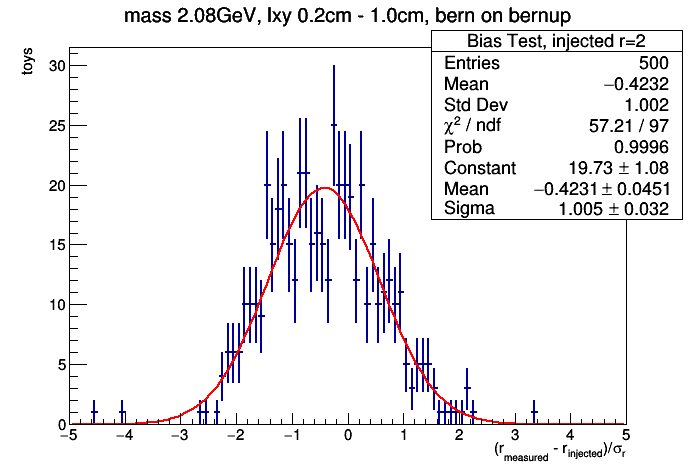 mass 2.08GeV, lxy 0.2cm - 1.0cm, bern on bernup
Bias Test, injected r=2
Entries 500
Mean −0.4232
Std Dev 1.002
χ² / ndf 57.21 / 97
Prob 0.9996
Constant 19.73 ± 1.08
Mean −0.4231 ± 0.0451
Sigma 1.005 ± 0.032
toys
30
25
20
15
10
5
0
−5 −4 −3 −2 −1 0 1 2 3 4 5
(r_measured - r_injected)/σ_r